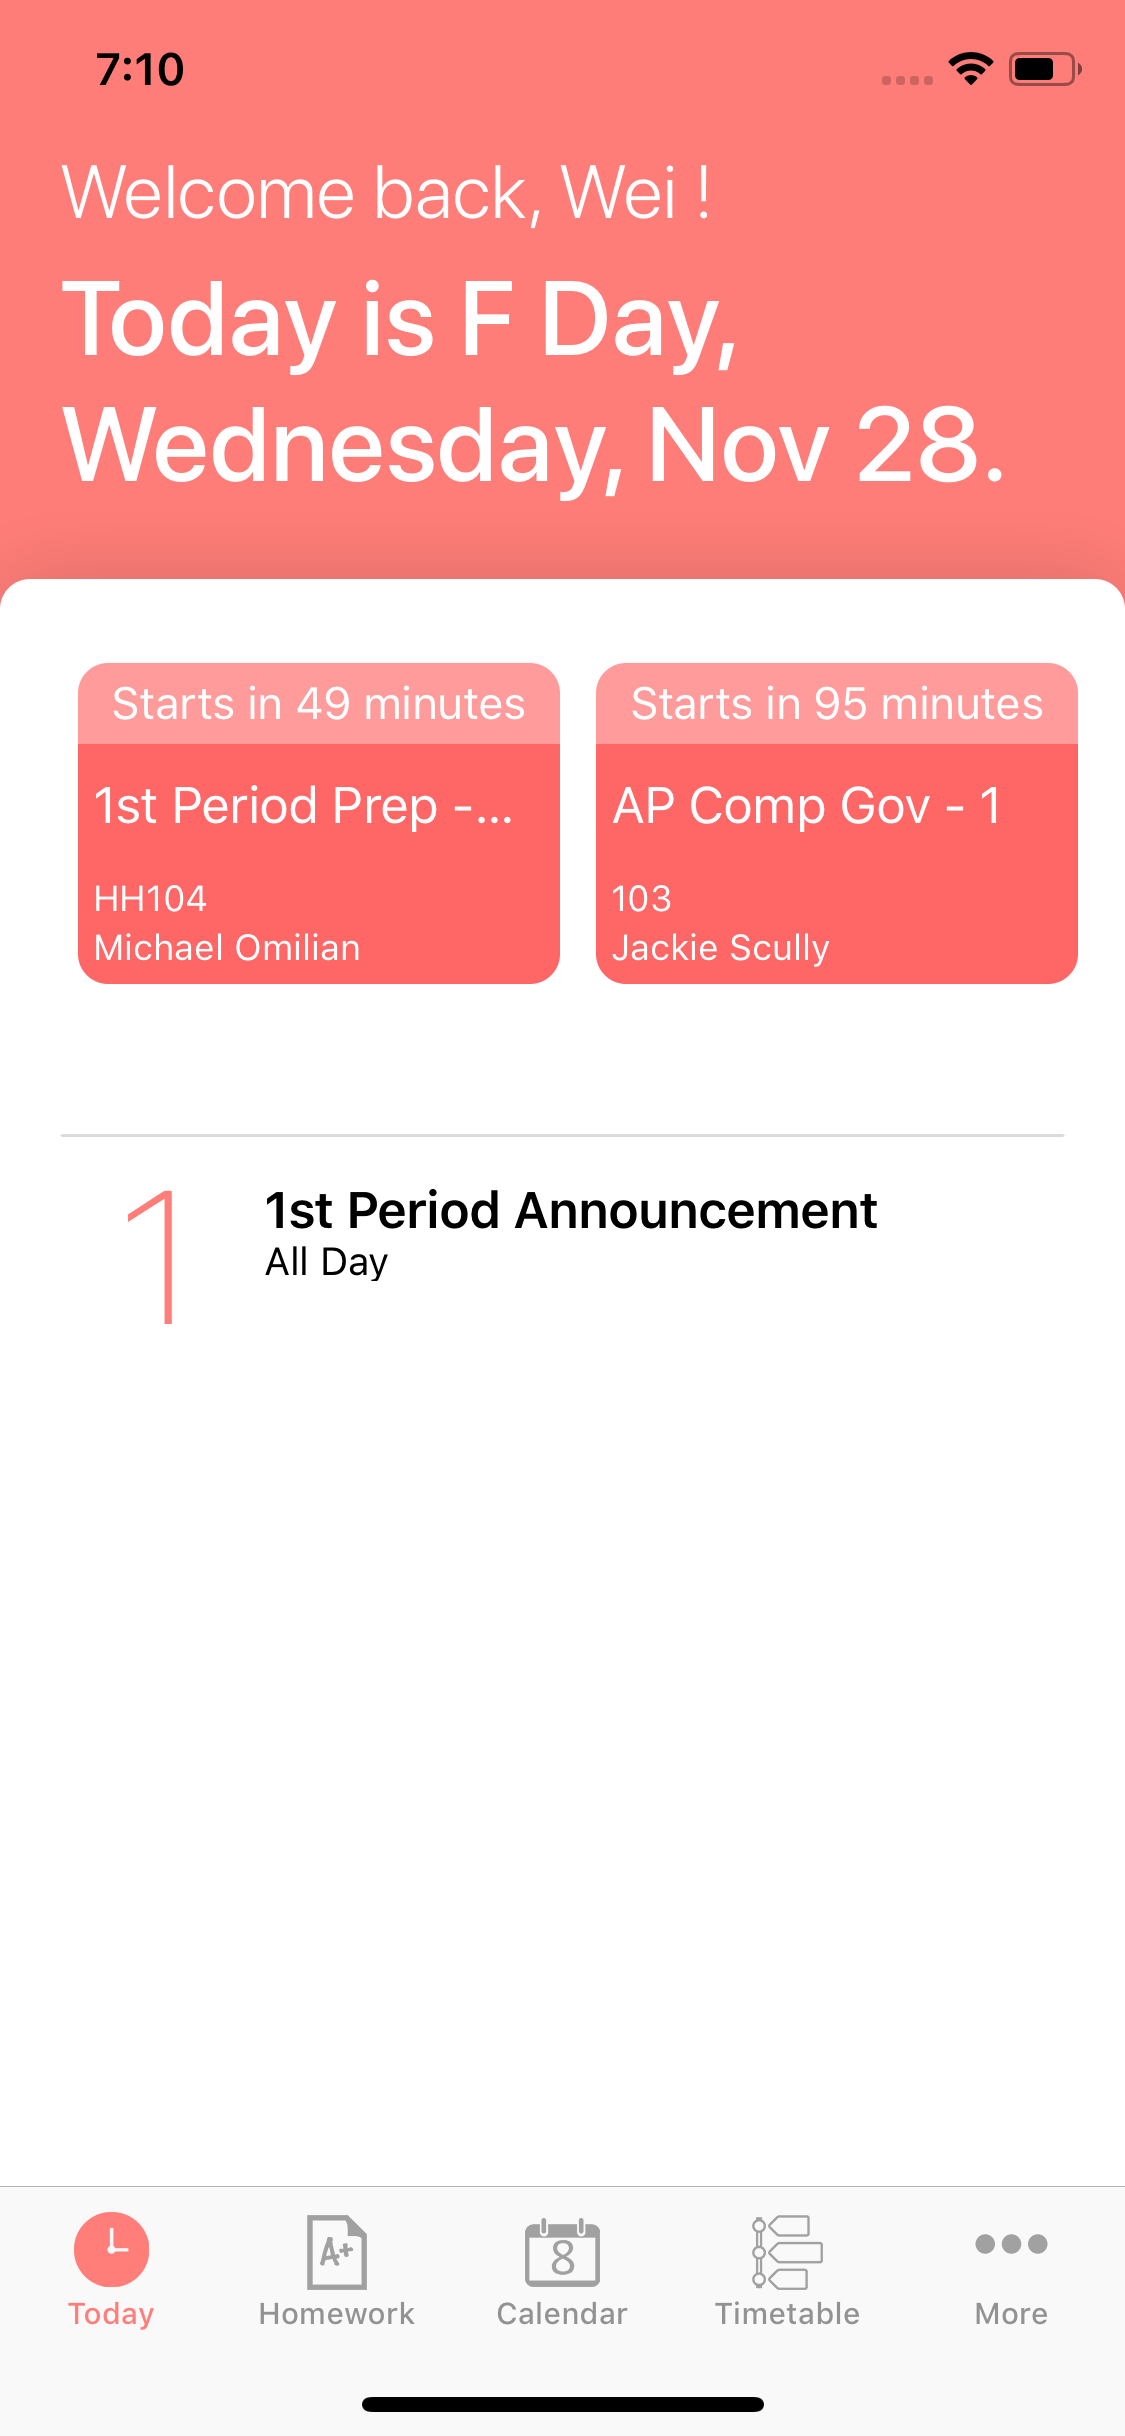 7:10
Welcome back, Wei !
Today is F Day,
Wednesday, Nov 28.
Starts in 49 minutes
1st Period Prep -...
HH104
Michael Omilian
Starts in 95 minutes
AP Comp Gov - 1
103
Jackie Scully
1
1st Period Announcement
All Day
A+
8
Today
Homework
Calendar
Timetable
More